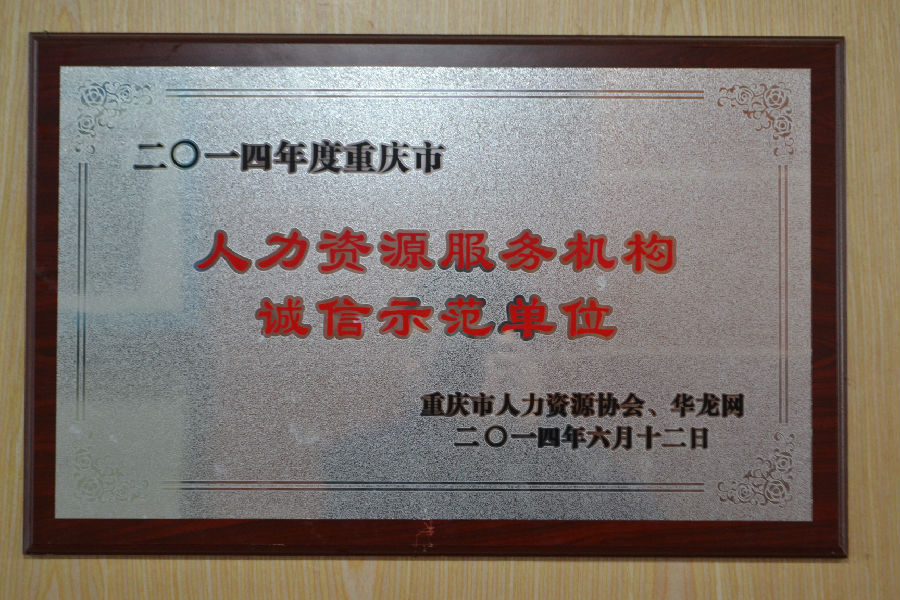 二〇一四年度重庆市
人力资源服务机构
诚信示范单位
重庆市人力资源协会、华龙网
二〇一四年六月十二日